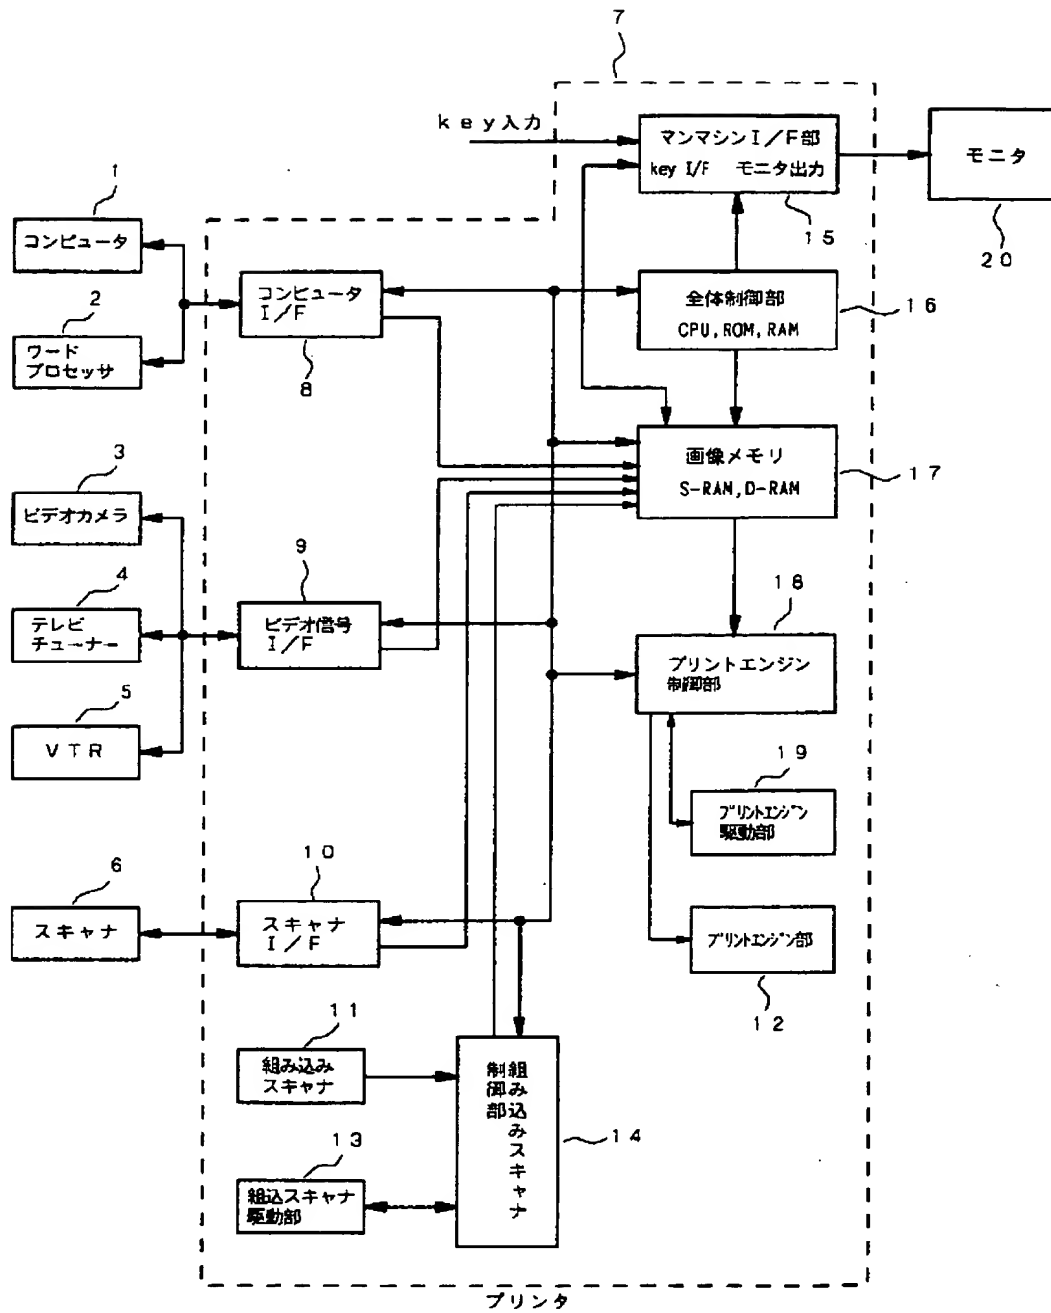 7
key入力
マンマシンI/F部
key I/F モニタ出力
15
モニタ
20
1
コンピュータ
2
ワード
プロセッサ
コンピュータ
I/F
8
全体制御部
CPU,ROM,RAM
16
画像メモリ
S-RAM,D-RAM
17
3
ビデオカメラ
4
テレビ
チューナー
5
VTR
9
ビデオ信号
I/F
18
プリントエンジン
制御部
19
プリントエンジン
駆動部
プリントエンジン部
12
6
スキャナ
10
スキャナ
I/F
11
組み込み
スキャナ
13
組込スキャナ
駆動部
組み込みスキャナ
制御部
14
プリンタ